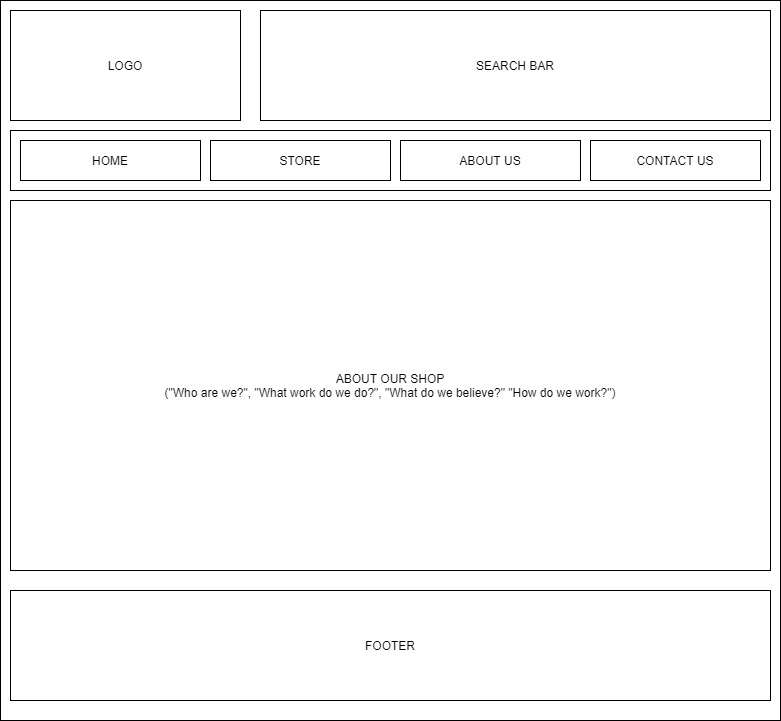 LOGO
SEARCH BAR
HOME
STORE
ABOUT US
CONTACT US
ABOUT OUR SHOP
("Who are we?", "What work do we do?", "What do we believe?" "How do we work?")
FOOTER